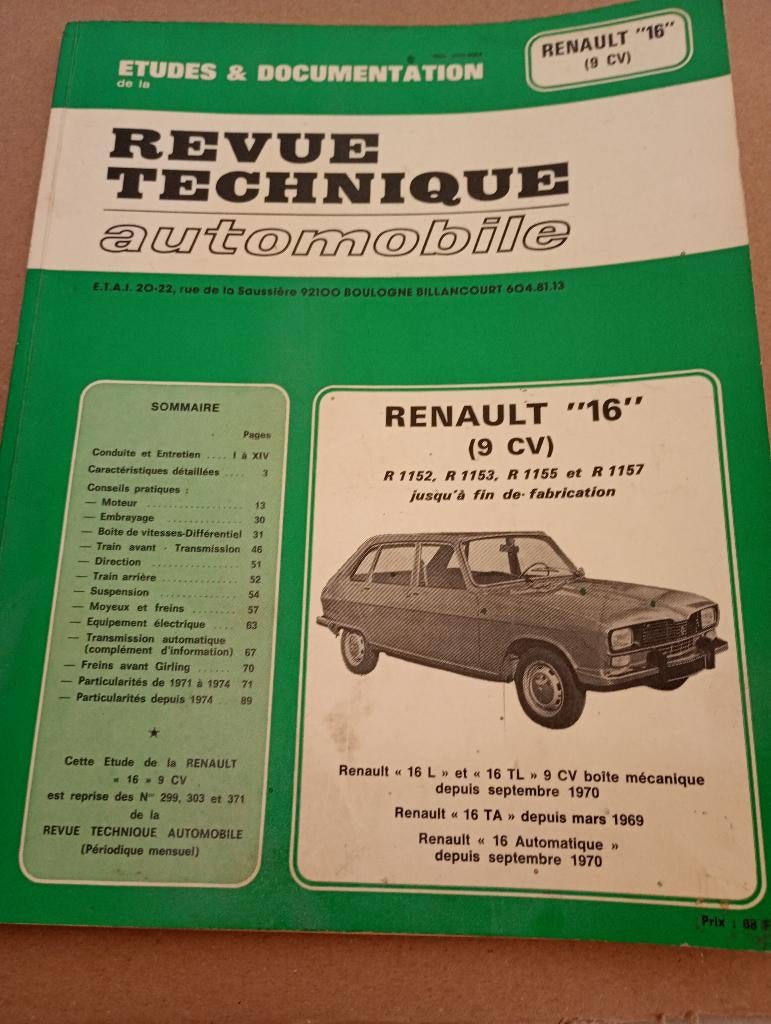 ETUDES & DOCUMENTATION
de la
RENAULT "16"
(9 CV)
REVUE
TECHNIQUE
automobile
E.T.A.I. 20-22, rue de la Saussière 92100 BOULOGNE BILLANCOURT 604.81.13
SOMMAIRE
Pages
Conduite et Entretien .... I à XIV
Caractéristiques détaillées .... 3
Conseils pratiques :
— Moteur .................. 13
— Embrayage .............. 30
— Boîte de vitesses-Différentiel 31
— Train avant - Transmission 46
— Direction ................ 51
— Train arrière ............. 52
— Suspension .............. 54
— Moyeux et freins ........ 57
— Equipement électrique .... 63
— Transmission automatique
(complément d'information) 67
— Freins avant Girling ...... 70
— Particularités de 1971 à 1974 71
— Particularités depuis 1974 .. 89
★
Cette Etude de la RENAULT
« 16 » 9 CV
est reprise des Nos 299, 303 et 371
de la
REVUE TECHNIQUE AUTOMOBILE
(Périodique mensuel)
RENAULT "16"
(9 CV)
R 1152, R 1153, R 1155 et R 1157
jusqu'à fin de fabrication
Renault « 16 L » et « 16 TL » 9 CV boîte mécanique
depuis septembre 1970
Renault « 16 TA » depuis mars 1969
Renault « 16 Automatique »
depuis septembre 1970
Prix : 68 F